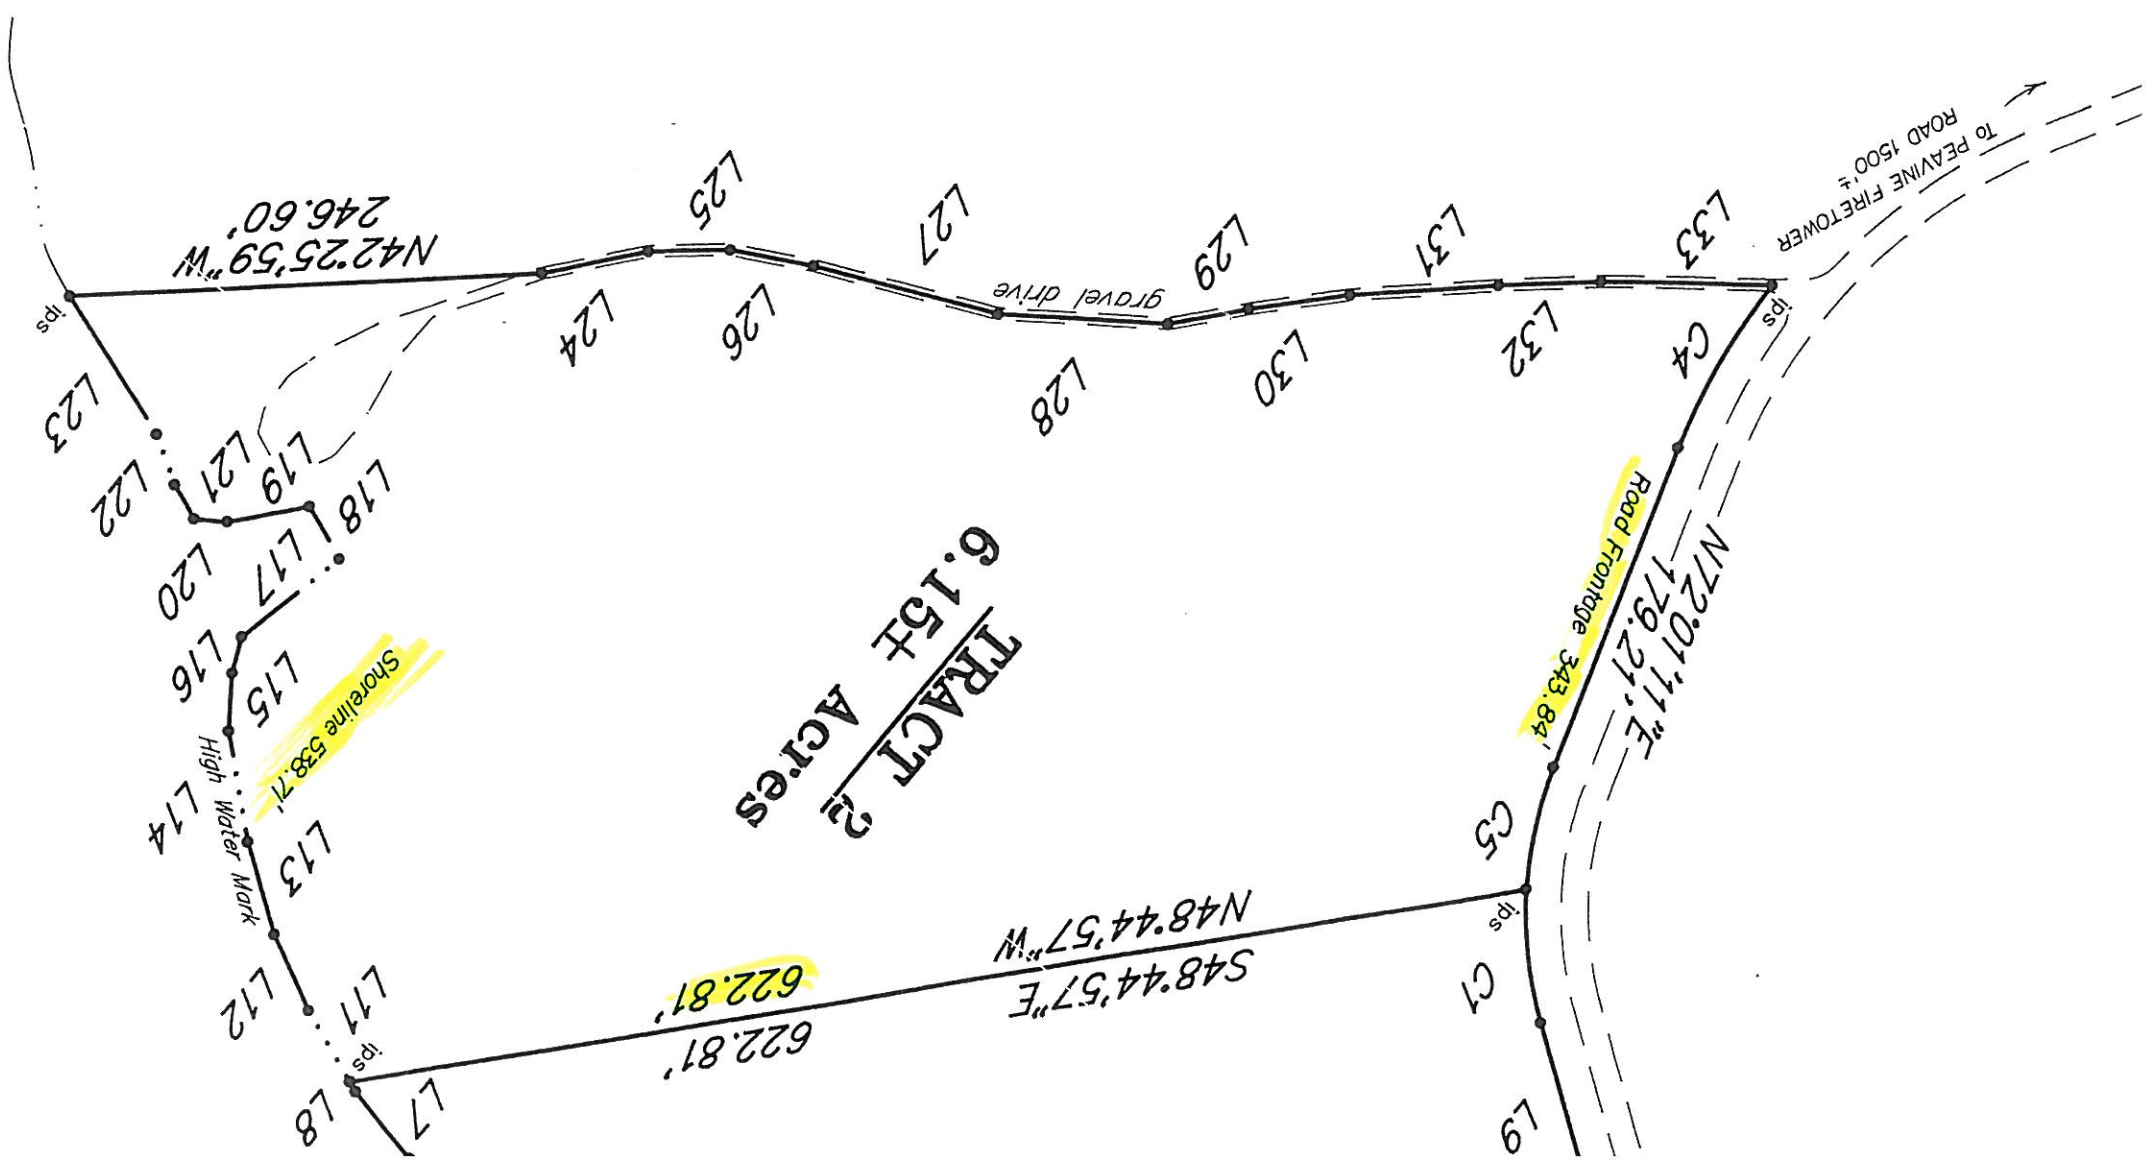 To PEAVINE FIRETOWER
ROAD 1500'±
N42°25'59"W
246.60'
ips
L23
L22
L21
L20
L19
L18
L17
L16
L15
L14
L13
L12
L11
ips
L8
L7
High Water Mark
Shoreline 538.71'
L24
L25
L26
L27
gravel drive
L28
L29
L30
L31
L32
L33
ips
C4
Road Frontage 343.84'
N72°01'11"E
179.21'
C5
ips
C1
L9
TRACT 2
6.15± Acres
N48°44'57"W
622.81'
S48°44'57"E
622.81'